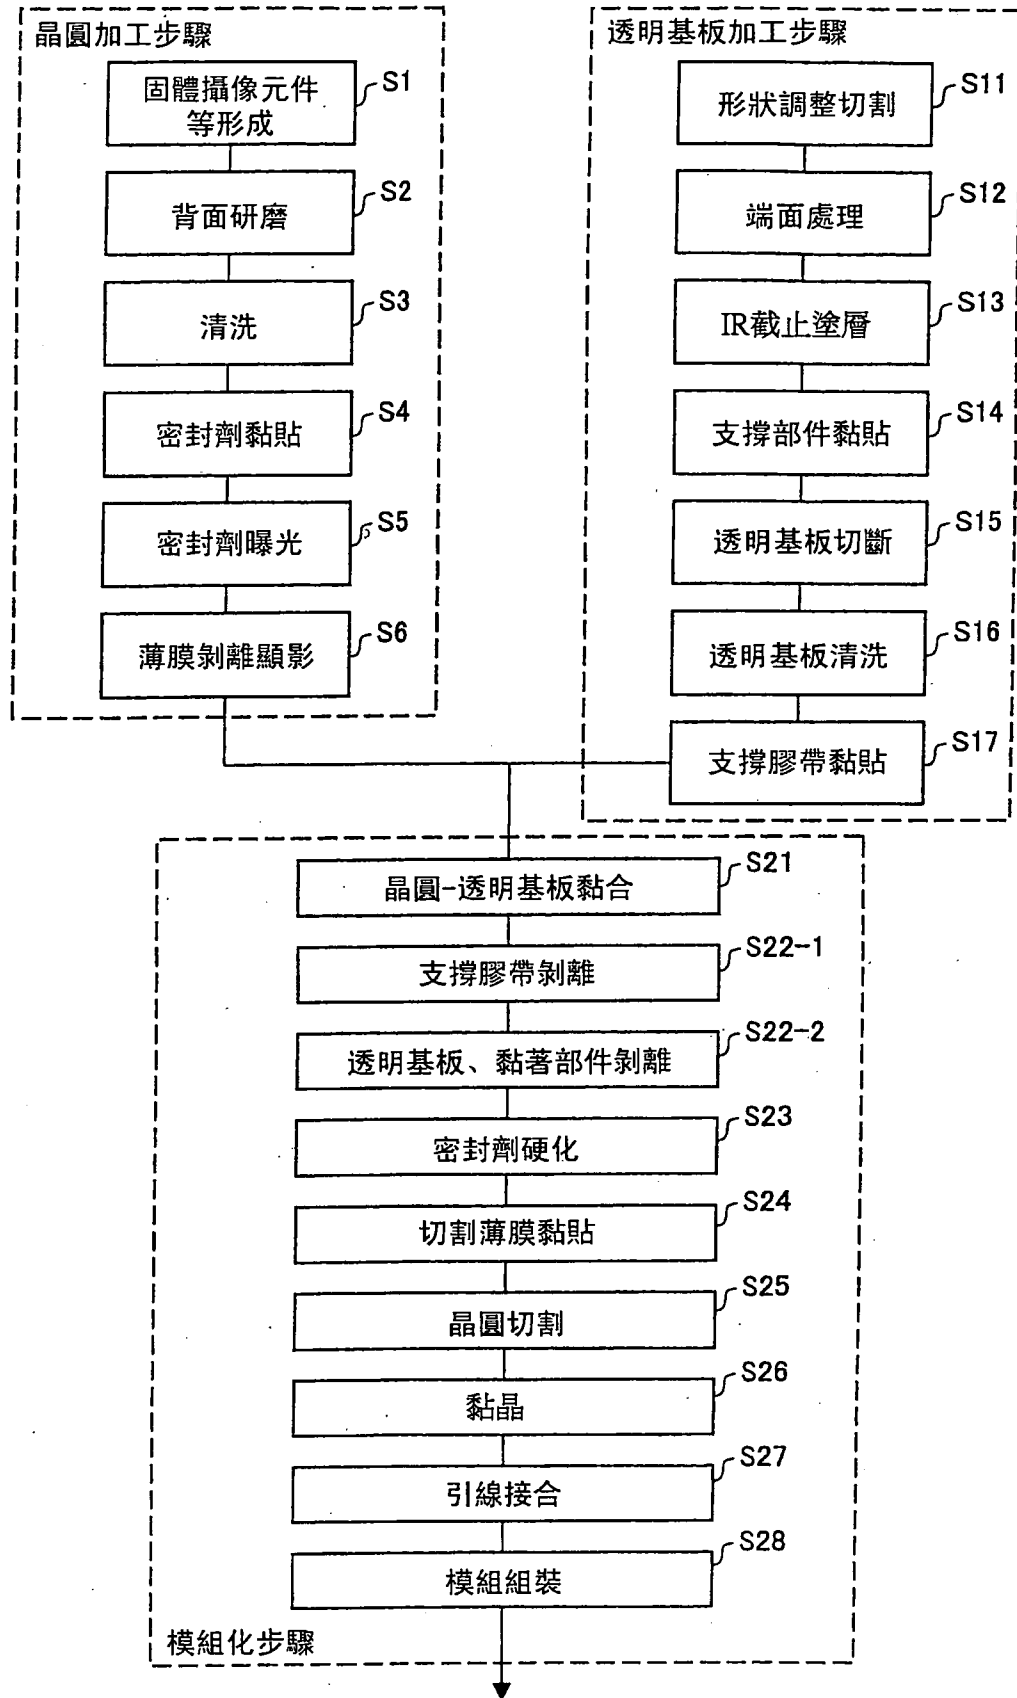 晶圓加工步驟
固體攝像元件
等形成
S1
背面研磨
S2
清洗
S3
密封劑黏貼
S4
密封劑曝光
S5
薄膜剝離顯影
S6
透明基板加工步驟
形狀調整切割
S11
端面處理
S12
IR截止塗層
S13
支撐部件黏貼
S14
透明基板切斷
S15
透明基板清洗
S16
支撐膠帶黏貼
S17
晶圓-透明基板黏合
S21
支撐膠帶剝離
S22-1
透明基板、黏著部件剝離
S22-2
密封劑硬化
S23
切割薄膜黏貼
S24
晶圓切割
S25
黏晶
S26
引線接合
S27
模組組裝
S28
模組化步驟